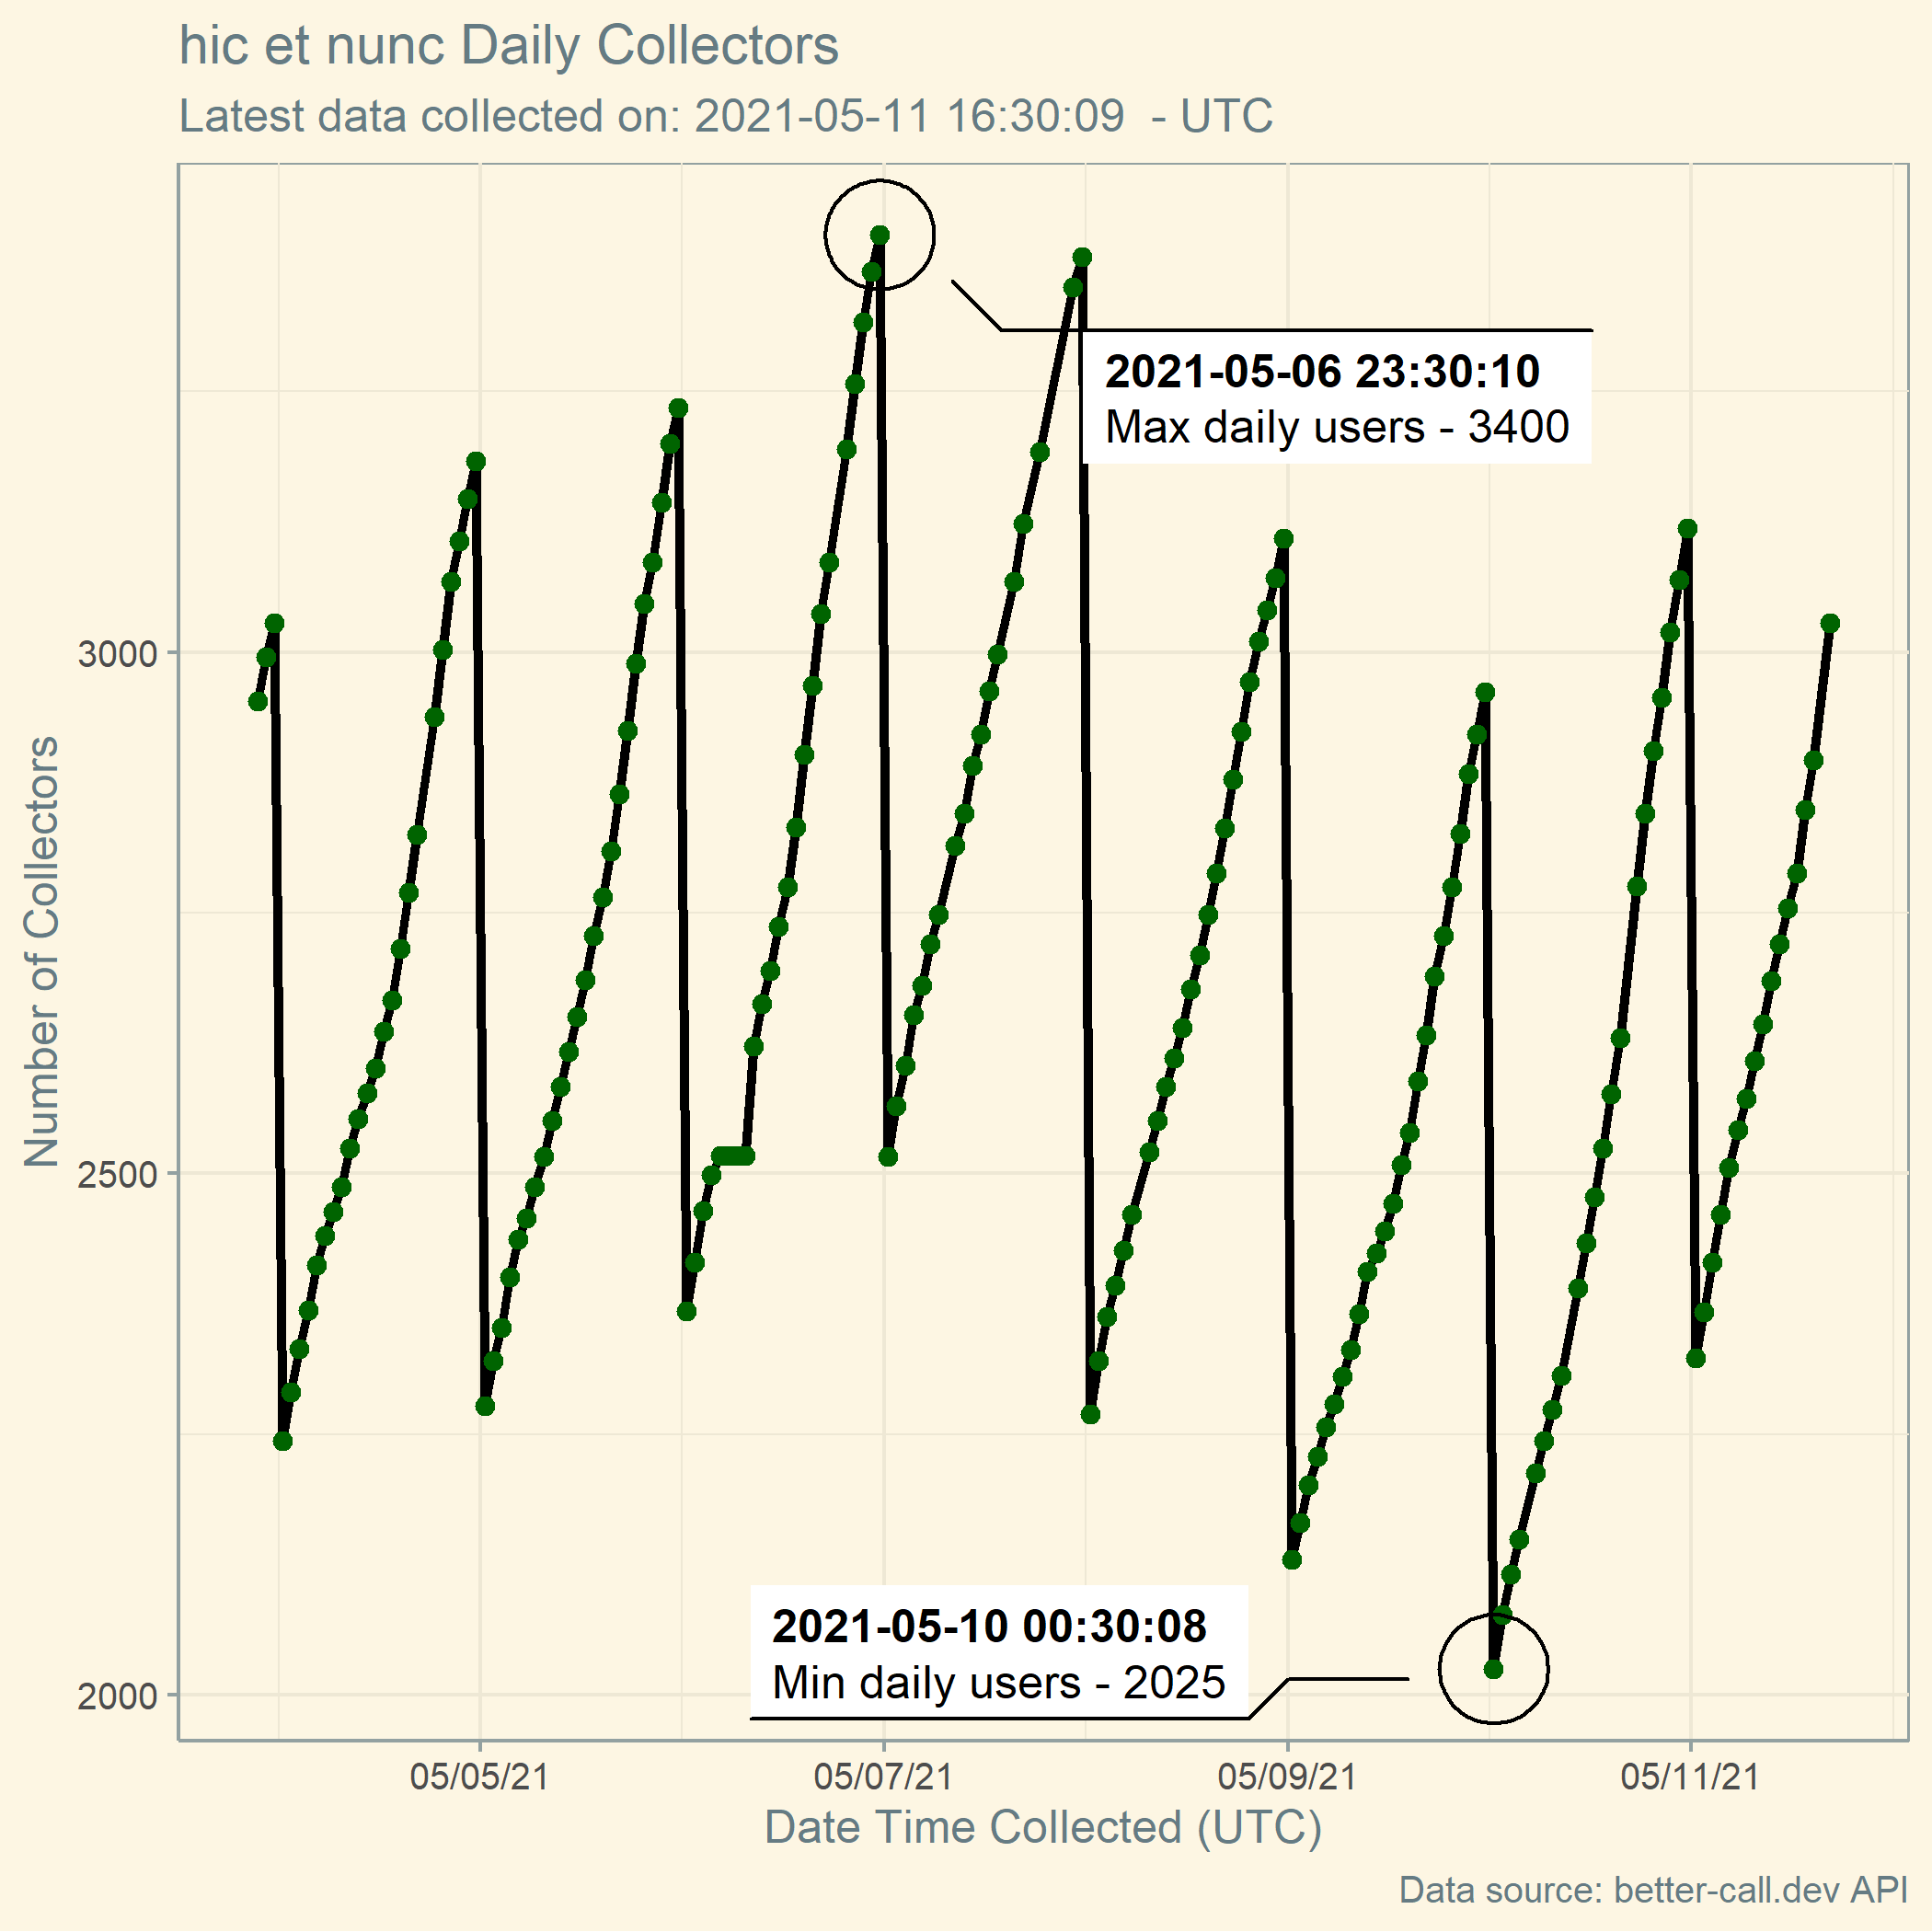 hic et nunc Daily Collectors
Latest data collected on: 2021-05-11 16:30:09  - UTC
2021-05-06 23:30:10
Max daily users - 3400
3000
Number of Collectors
2500
2021-05-10 00:30:08
Min daily users - 2025
2000
05/05/21 05/07/21 05/09/21 05/11/21
Date Time Collected (UTC)
Data source: better-call.dev API